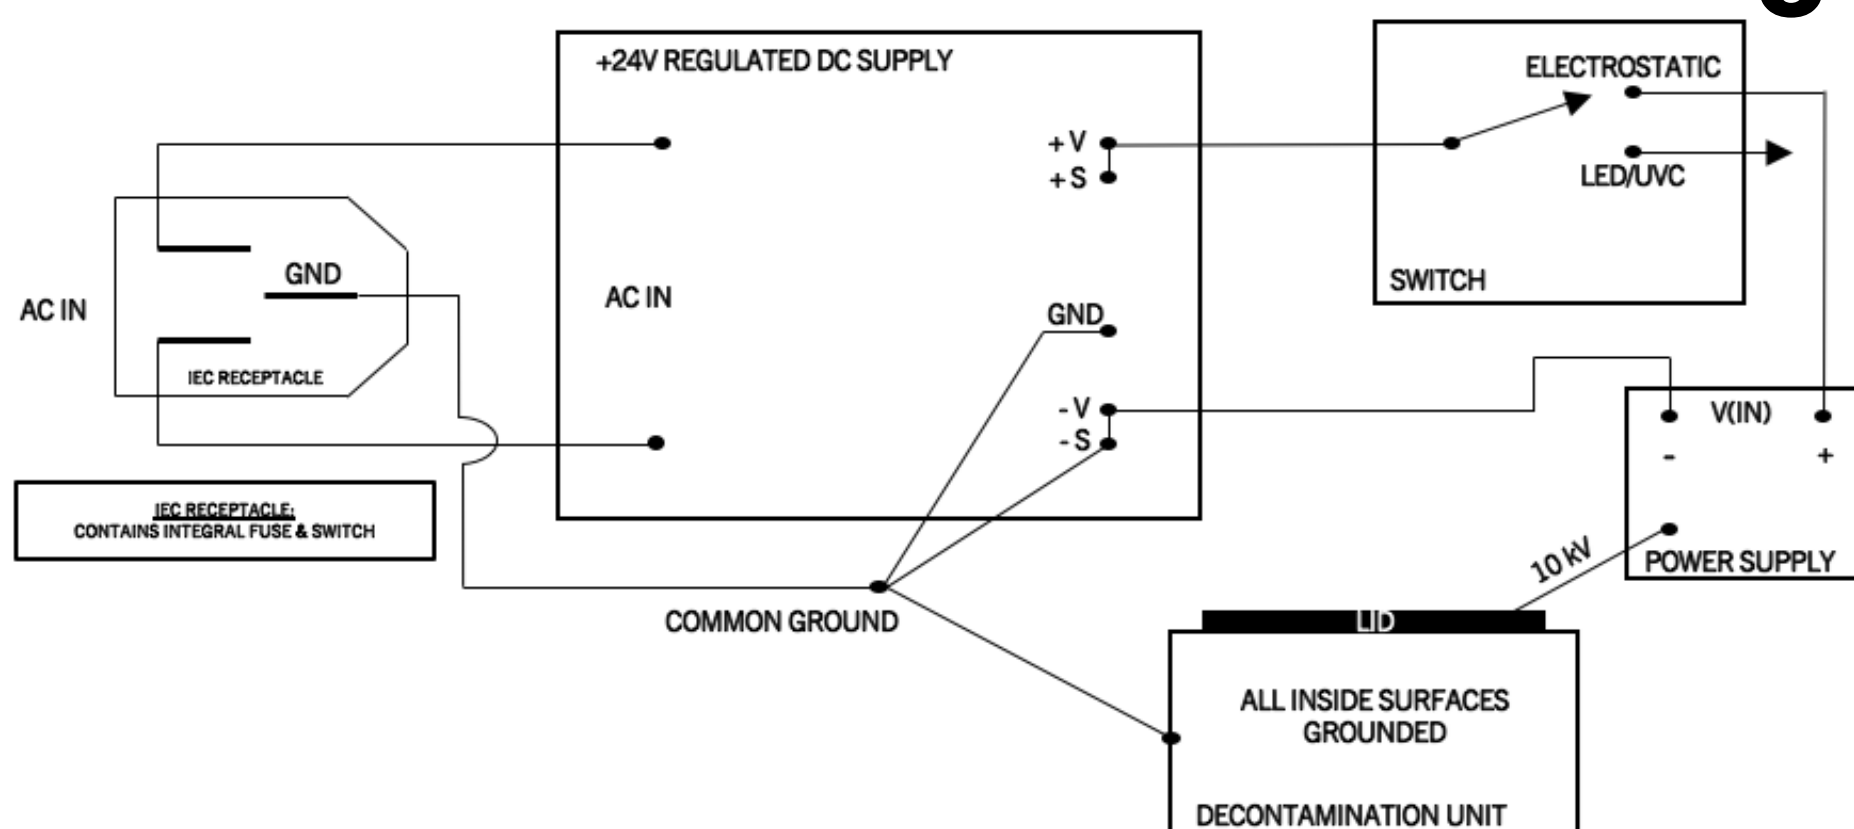 +24V REGULATED DC SUPPLY
ELECTROSTATIC
+ V
+ S
LED/UVC
SWITCH
GND
AC IN
IEC RECEPTACLE
AC IN
GND
- V
- S
V(IN)
-
+
IEC RECEPTACLE:
CONTAINS INTEGRAL FUSE & SWITCH
10 kV
POWER SUPPLY
COMMON GROUND
LID
ALL INSIDE SURFACES
GROUNDED
DECONTAMINATION UNIT